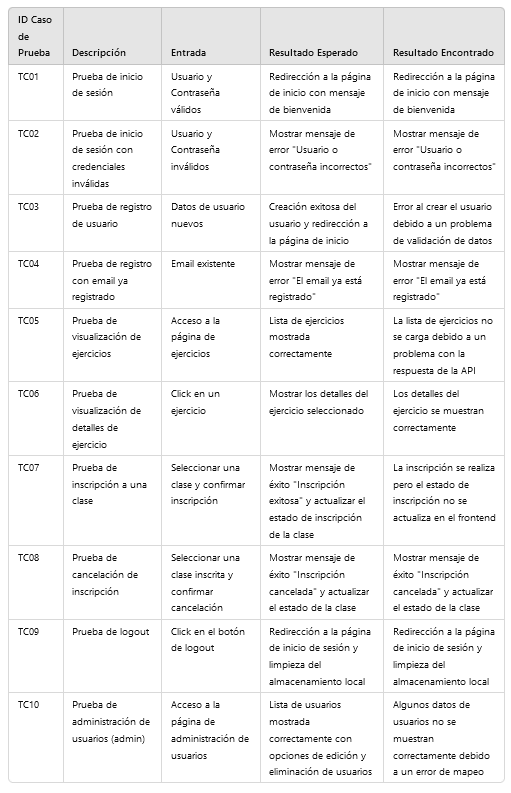 ID Caso
de
Prueba
Descripción
Entrada
Resultado Esperado
Resultado Encontrado
TC01
Prueba de inicio
de sesión
Usuario y
Contraseña
válidos
Redirección a la página
de inicio con mensaje
de bienvenida
Redirección a la página
de inicio con mensaje
de bienvenida
TC02
Prueba de inicio
de sesión con
credenciales
inválidas
Usuario y
Contraseña
inválidos
Mostrar mensaje de
error "Usuario o
contraseña incorrectos"
Mostrar mensaje de
error "Usuario o
contraseña incorrectos"
TC03
Prueba de registro
de usuario
Datos de usuario
nuevos
Creación exitosa del
usuario y redirección a
la página de inicio
Error al crear el usuario
debido a un problema
de validación de datos
TC04
Prueba de registro
con email ya
registrado
Email existente
Mostrar mensaje de
error "El email ya está
registrado"
Mostrar mensaje de
error "El email ya está
registrado"
TC05
Prueba de
visualización de
ejercicios
Acceso a la
página de
ejercicios
Lista de ejercicios
mostrada
correctamente
La lista de ejercicios no
se carga debido a un
problema con la
respuesta de la API
TC06
Prueba de
visualización de
detalles de
ejercicio
Click en un
ejercicio
Mostrar los detalles del
ejercicio seleccionado
Los detalles del
ejercicio se muestran
correctamente
TC07
Prueba de
inscripción a una
clase
Seleccionar una
clase y confirmar
inscripción
Mostrar mensaje de
éxito "Inscripción
exitosa" y actualizar el
estado de inscripción
de la clase
La inscripción se realiza
pero el estado de
inscripción no se
actualiza en el frontend
TC08
Prueba de
cancelación de
inscripción
Seleccionar una
clase inscrita y
confirmar
cancelación
Mostrar mensaje de
éxito "Inscripción
cancelada" y actualizar
el estado de la clase
Mostrar mensaje de
éxito "Inscripción
cancelada" y actualizar
el estado de la clase
TC09
Prueba de logout
Click en el botón
de logout
Redirección a la página
de inicio de sesión y
limpieza del
almacenamiento local
Redirección a la página
de inicio de sesión y
limpieza del
almacenamiento local
TC10
Prueba de
administración de
usuarios (admin)
Acceso a la
página de
administración de
usuarios
Lista de usuarios
mostrada
correctamente con
opciones de edición y
eliminación de usuarios
Algunos datos de
usuarios no se
muestran
correctamente debido
a un error de mapeo